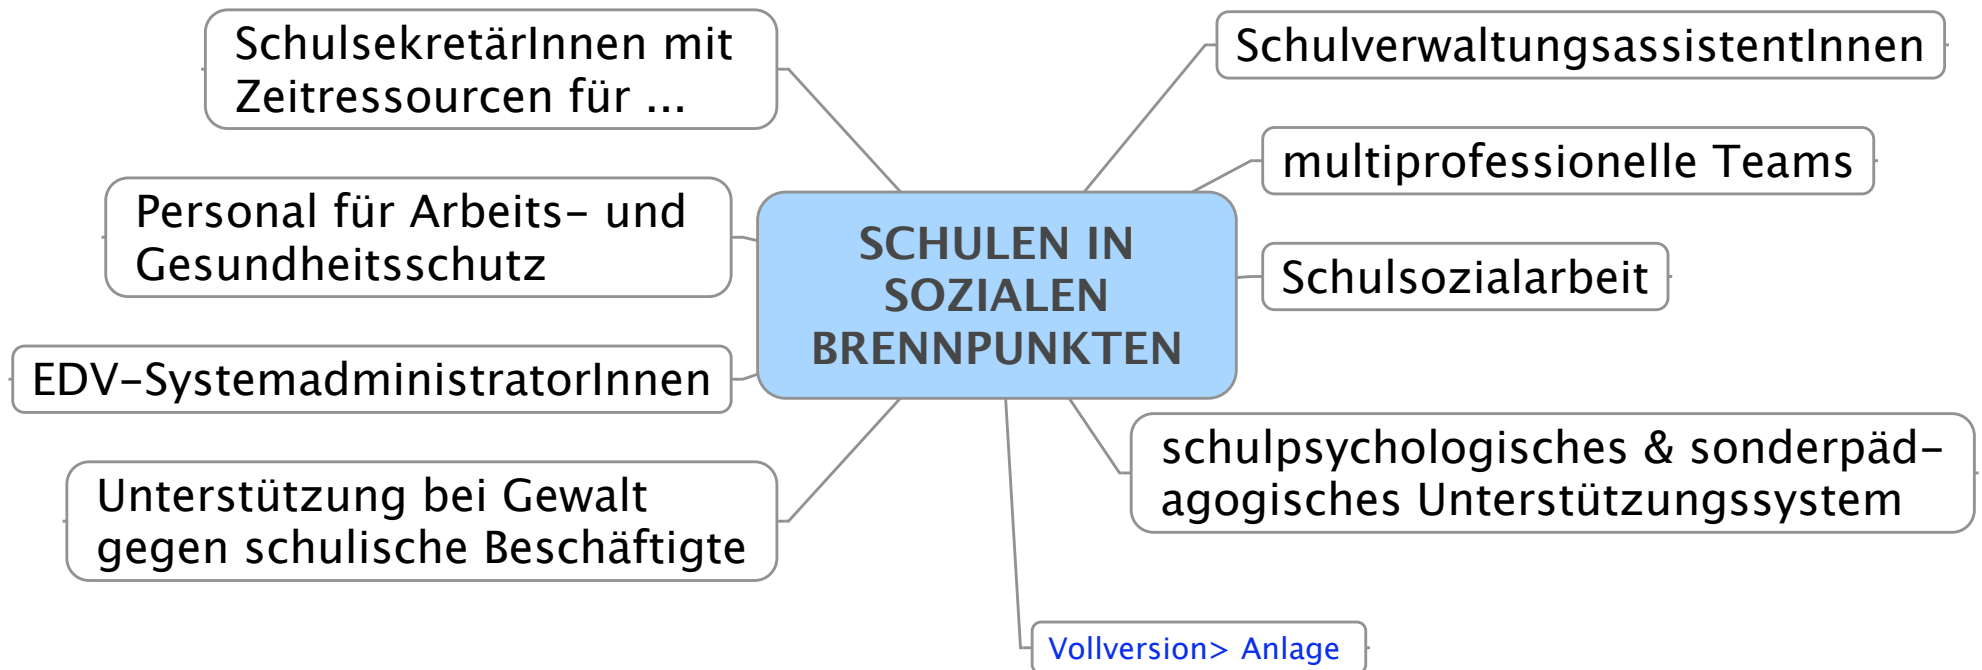 SchulsekretärInnen mit
Zeitressourcen für ...
Personal für Arbeits- und
Gesundheitsschutz
EDV-SystemadministratorInnen
Unterstützung bei Gewalt
gegen schulische Beschäftigte
SCHULEN IN
SOZIALEN
BRENNPUNKTEN
SchulverwaltungsassistentInnen
multiprofessionelle Teams
Schulsozialarbeit
schulpsychologisches & sonderpäd-
agogisches Unterstützungssystem
Vollversion> Anlage